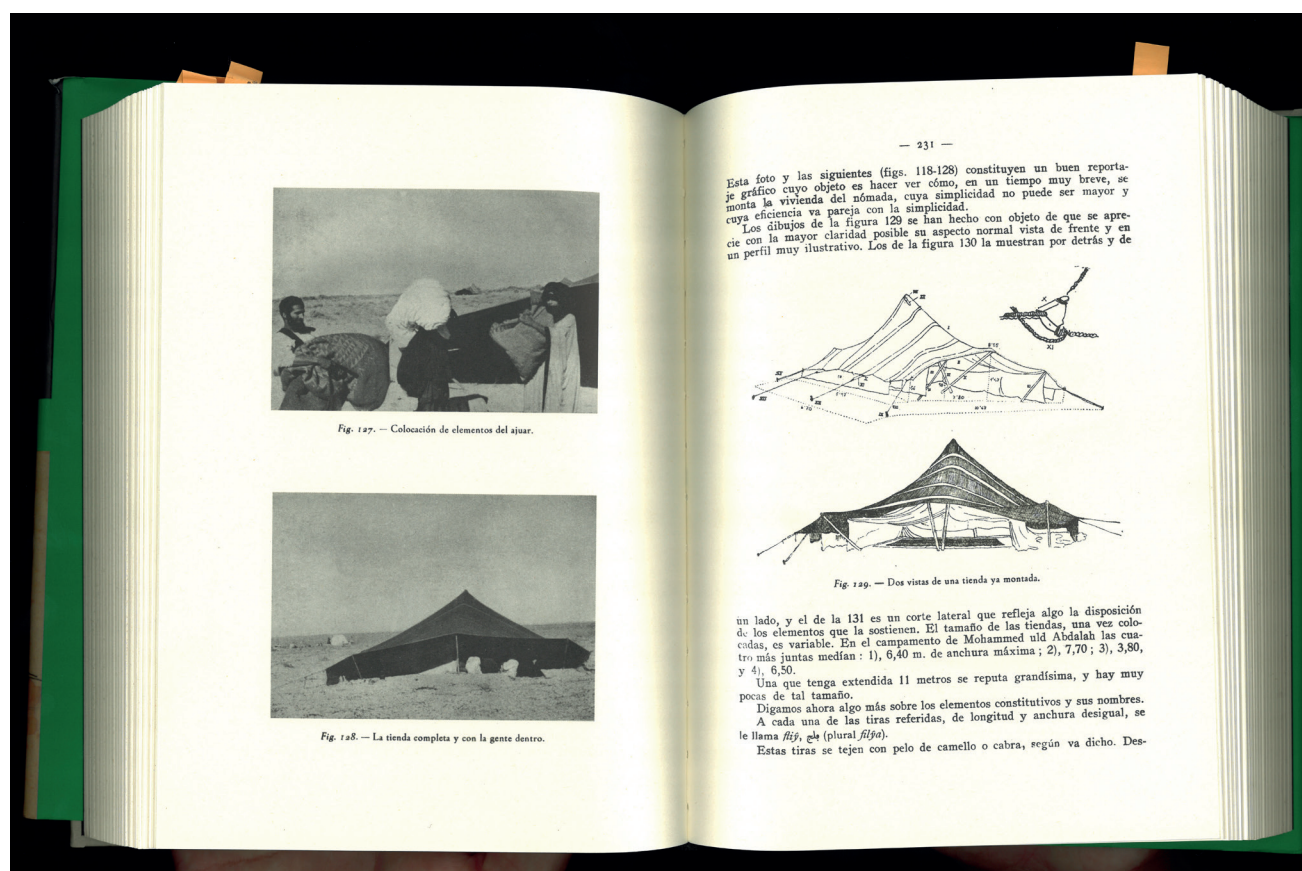 Fig. 127. — Colocación de elementos del ajuar.
Fig. 128. — La tienda completa y con la gente dentro.
— 231 —
Esta foto y las siguientes (figs. 118-128) constituyen un buen reporta-
je gráfico cuyo objeto es hacer ver cómo, en un tiempo muy breve, se
monta la vivienda del nómada, cuya simplicidad no puede ser mayor y
cuya eficiencia va pareja con la simplicidad.
Los dibujos de la figura 129 se han hecho con objeto de que se apre-
cie con la mayor claridad posible su aspecto normal vista de frente y en
un perfil muy ilustrativo. Los de la figura 130 la muestran por detrás y de
X
XI
Fig. 129. — Dos vistas de una tienda ya montada.
un lado, y el de la 131 es un corte lateral que refleja algo la disposición
de los elementos que la sostienen. El tamaño de las tiendas, una vez colo-
cadas, es variable. En el campamento de Mohammed uld Abdalah las cua-
tro más juntas medían : 1), 6,40 m. de anchura máxima ; 2), 7,70 ; 3), 3,80,
y 4), 6,50.
Una que tenga extendida 11 metros se reputa grandísima, y hay muy
pocas de tal tamaño.
Digamos ahora algo más sobre los elementos constitutivos y sus nombres.
A cada una de las tiras referidas, de longitud y anchura desigual, se
le llama fliŷ, (plural filŷa).
Estas tiras se tejen con pelo de camello o cabra, según va dicho. Des-